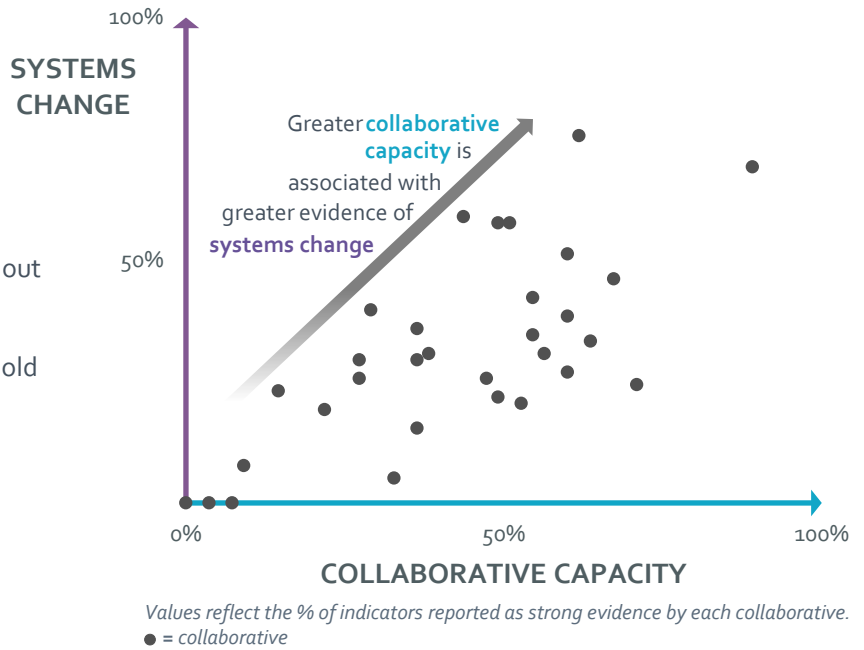 100%
SYSTEMS
CHANGE
Greater collaborative
capacity is
associated with
greater evidence of
systems change
out
50%
old
0%
50%
100%
COLLABORATIVE CAPACITY
Values reflect the % of indicators reported as strong evidence by each collaborative.
= collaborative